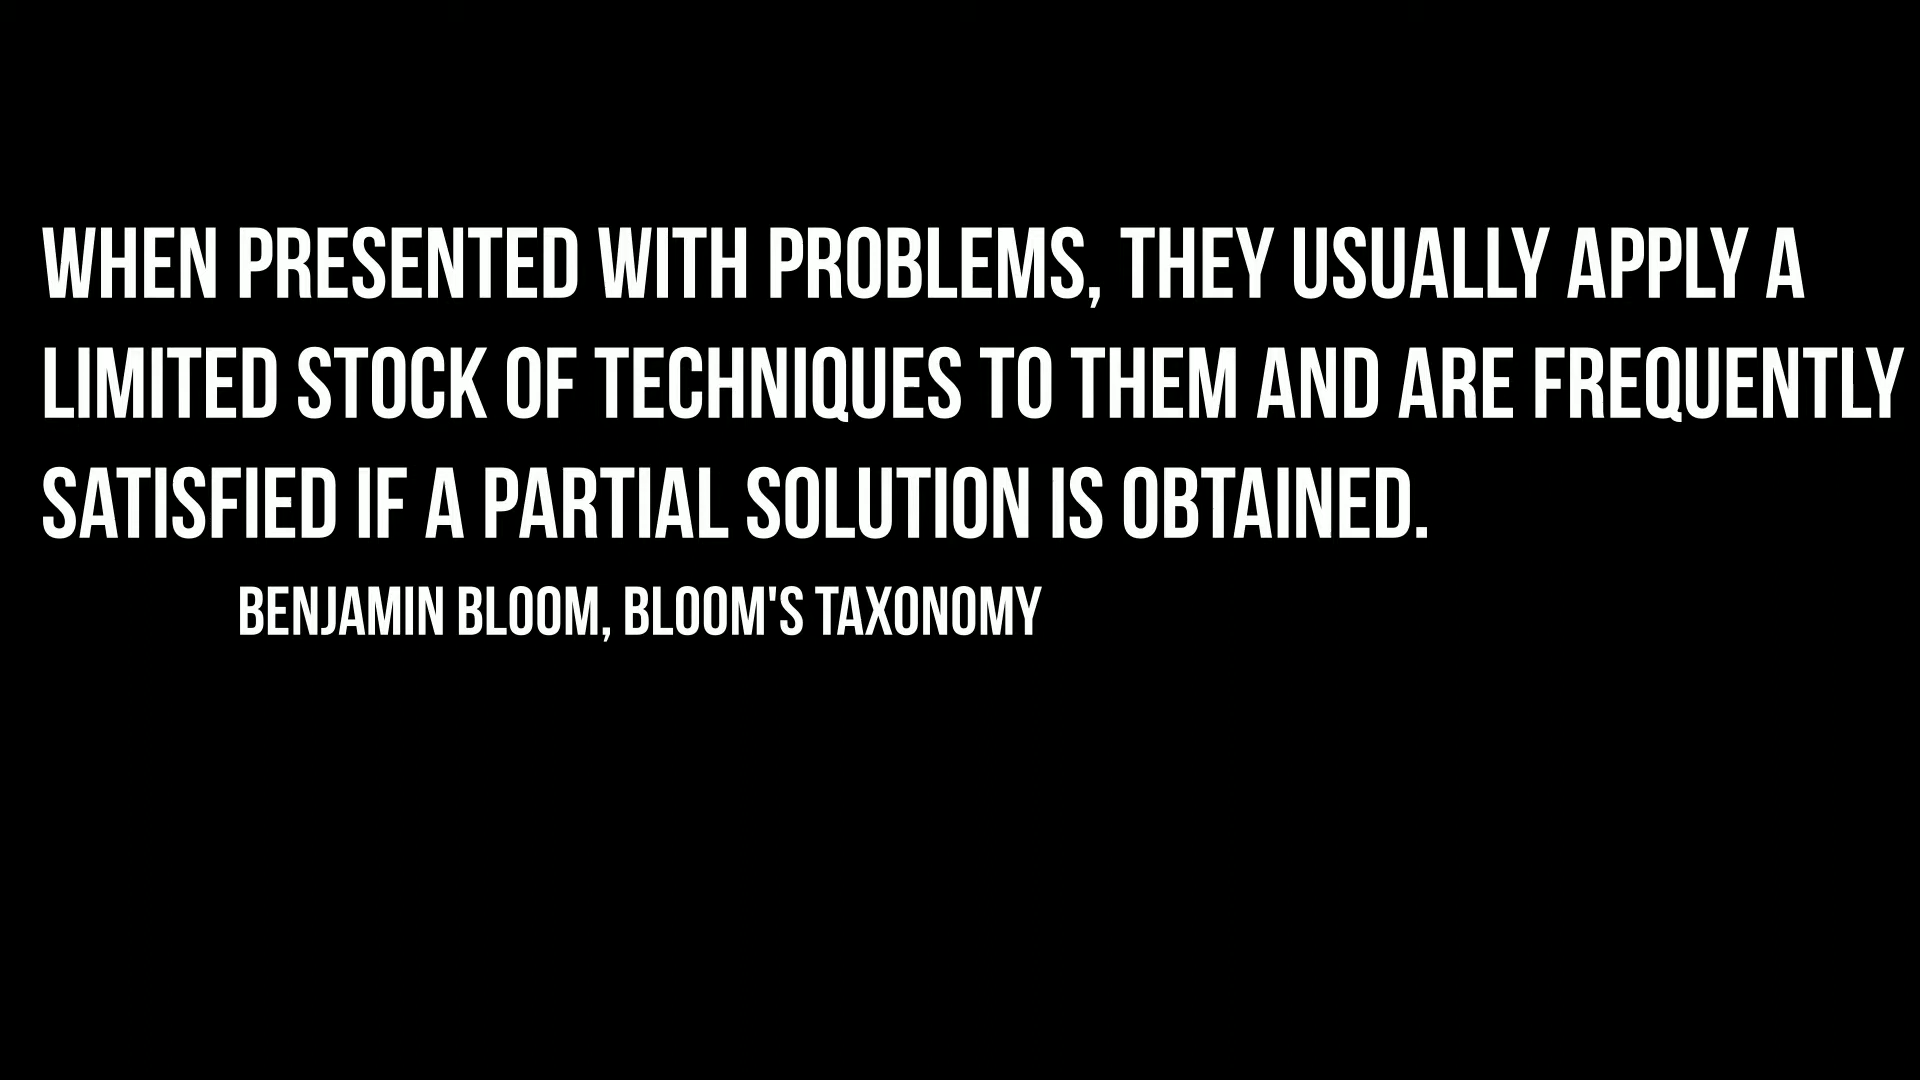 WHEN PRESENTED WITH PROBLEMS, THEY USUALLY APPLY A
LIMITED STOCK OF TECHNIQUES TO THEM AND ARE FREQUENTLY
SATISFIED IF A PARTIAL SOLUTION IS OBTAINED.
BENJAMIN BLOOM, BLOOM'S TAXONOMY